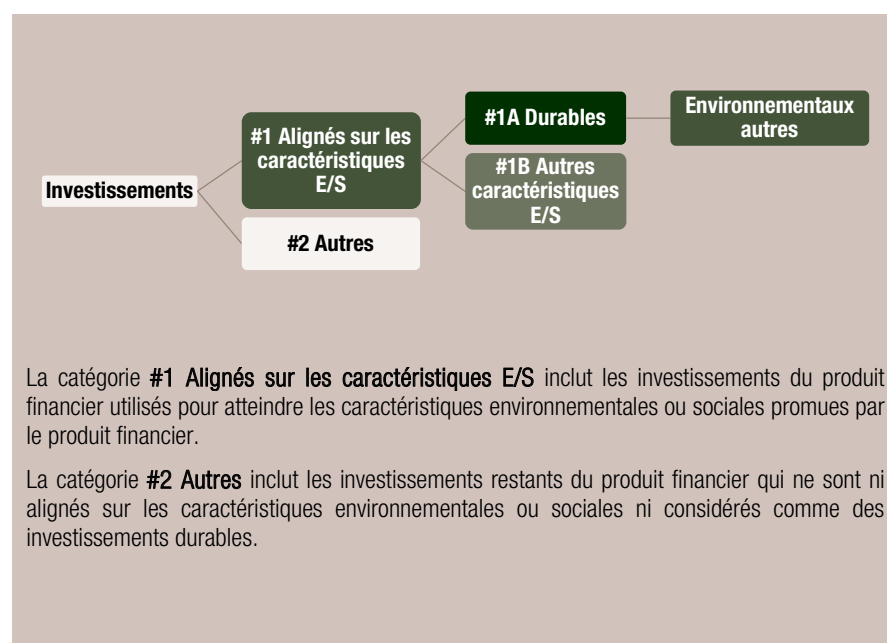 Investissements
#1 Alignés sur les
caractéristiques
E/S
#2 Autres
#1A Durables
#1B Autres
caractéristiques
E/S
Environnementaux
autres
La catégorie #1 Alignés sur les caractéristiques E/S inclut les investissements du produit
financier utilisés pour atteindre les caractéristiques environnementales ou sociales promues par
le produit financier.
La catégorie #2 Autres inclut les investissements restants du produit financier qui ne sont ni
alignés sur les caractéristiques environnementales ou sociales ni considérés comme des
investissements durables.